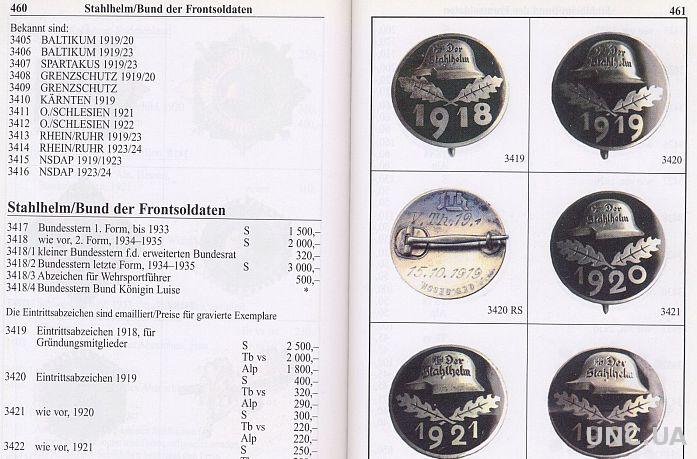 460 Stahlhelm/Bund der Frontsoldaten
Bekannt sind:
3405 BALTIKUM 1919/20
3406 BALTIKUM 1919/23
3407 SPARTAKUS 1919/23
3408 GRENZSCHUTZ 1919/20
3409 GRENZSCHUTZ
3410 KÄRNTEN 1919
3411 O./SCHLESIEN 1921
3412 O./SCHLESIEN 1922
3413 RHEIN/RUHR 1919/23
3414 RHEIN/RUHR 1923/24
3415 NSDAP 1919/1923
3416 NSDAP 1923/24
Stahlhelm/Bund der Frontsoldaten
3417 Bundesstern 1. Form, bis 1933 S 1 500,–
3418 wie vor, 2. Form, 1934–1935 S 2 000,–
3418/1 kleiner Bundesstern f.d. erweiterten Bundesrat 320,–
3418/2 Bundesstern letzte Form, 1934–1935 S 3 000,–
3418/3 Abzeichen für Wehrsportführer 500,–
3418/4 Bundesstern Bund Königin Luise *
Die Eintrittsabzeichen sind emailliert/Preise für gravierte Exemplare
3419 Eintrittsabzeichen 1918, für
Gründungsmitglieder S 2 500,–
Tb vs 2 000,–
Alp 1 800,–
3420 Eintrittsabzeichen 1919 S 400,–
Tb vs 320,–
Alp 290,–
3421 wie vor, 1920 S 300,–
Tb vs 220,–
Alp 220,–
3422 wie vor, 1921 S 250,–
461
Der
Stahlhelm
1918
3419
Der
Stahlhelm
1919
3420
15.10.1919
3420 RS
Der
Stahlhelm
1920
3421
Der
Stahlhelm
1921
Der
Stahlhelm
UNC.UA